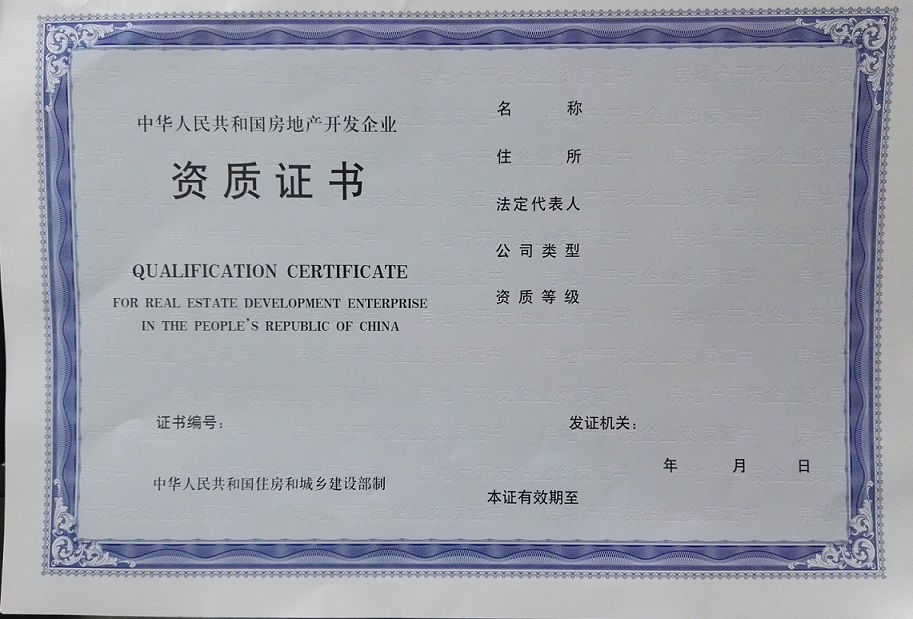 中华人民共和国房地产开发企业
资质证书
QUALIFICATION CERTIFICATE
FOR REAL ESTATE DEVELOPMENT ENTERPRISE
IN THE PEOPLE'S REPUBLIC OF CHINA
证书编号：
中华人民共和国住房和城乡建设部制
名 称
住 所
法定代表人
公司类型
资质等级
发证机关：
年 月 日
本证有效期至